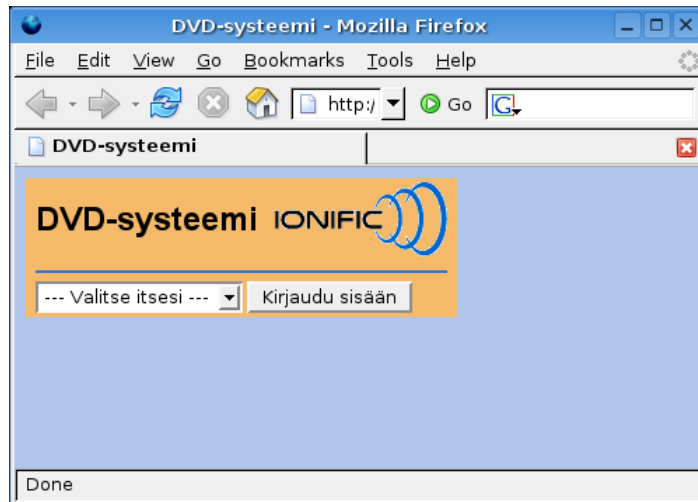 DVD-systeemi - Mozilla Firefox
File Edit View Go Bookmarks Tools Help
http:/ Go G
DVD-systeemi
DVD-systeemi IONIFIC
--- Valitse itsesi --- Kirjaudu sisään
Done